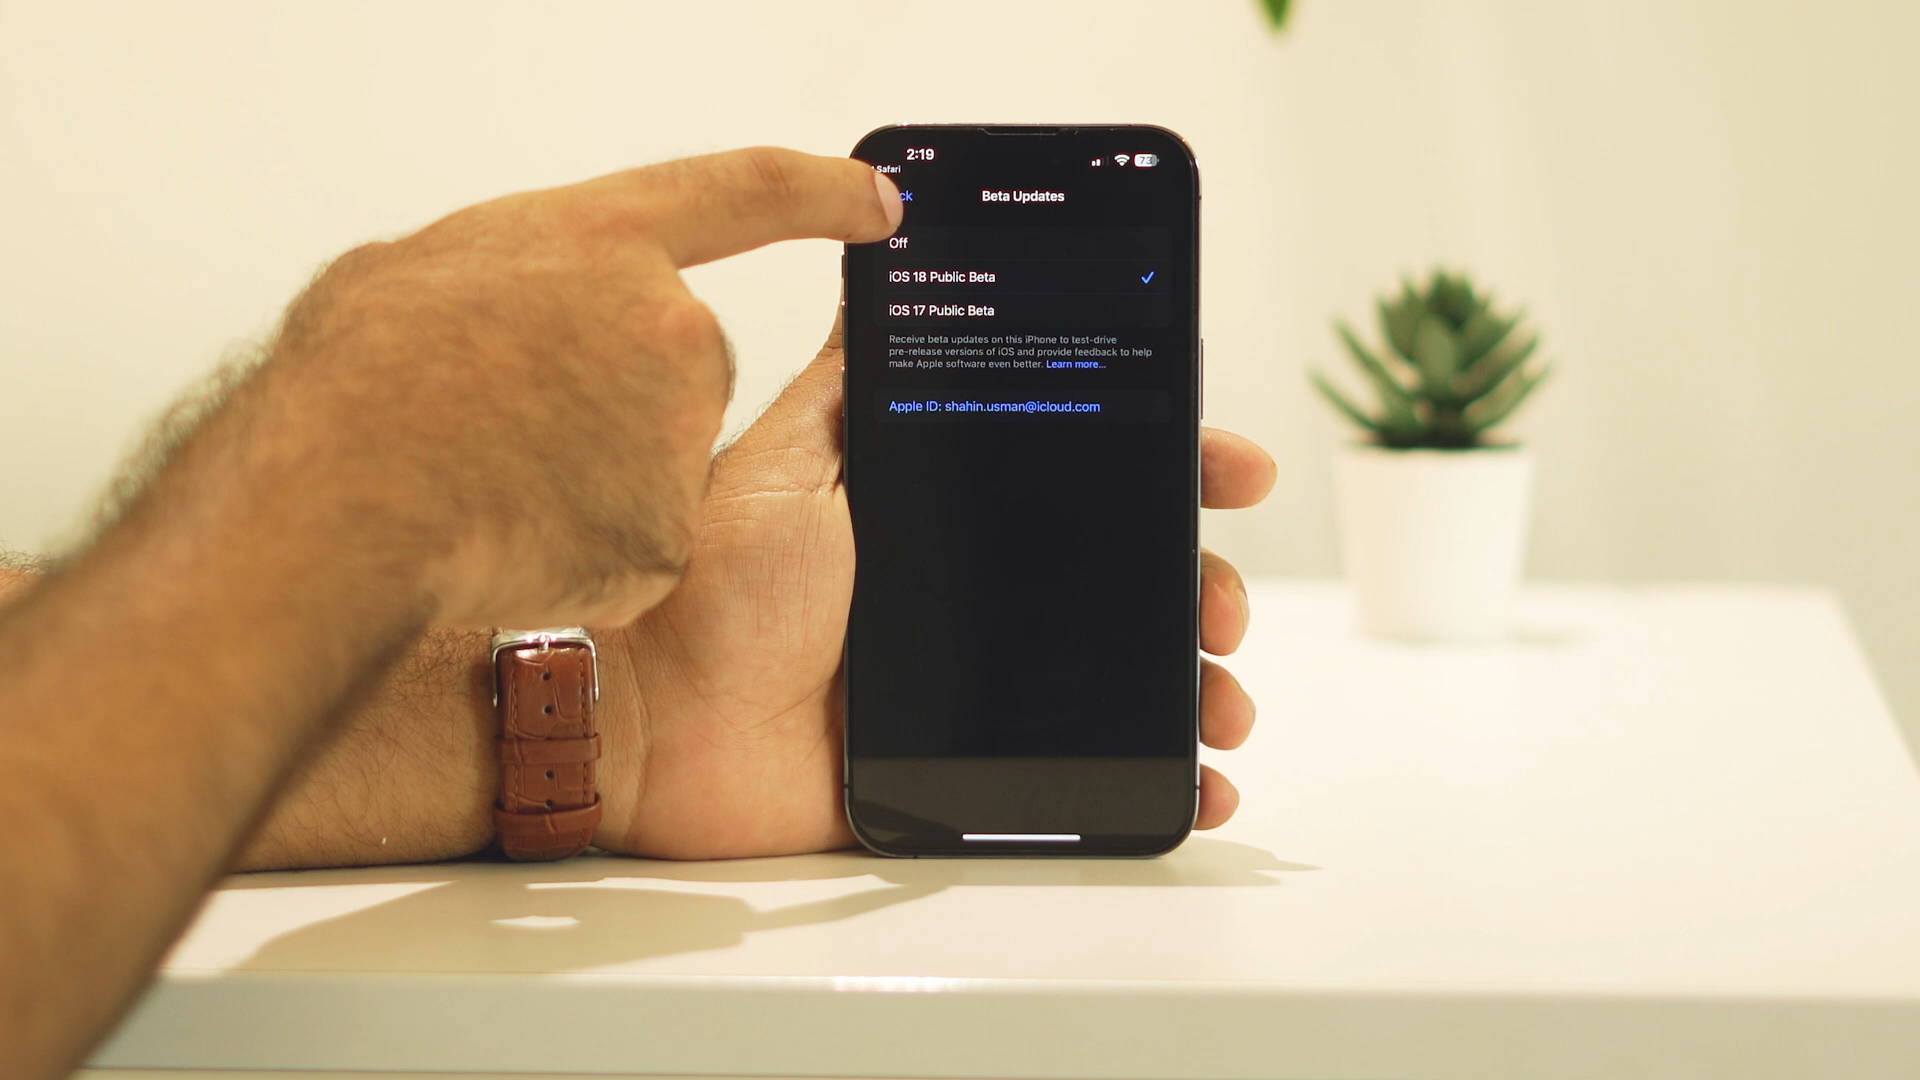 2:19
Safari
73
ck
Beta Updates
Off
iOS 18 Public Beta
iOS 17 Public Beta
Receive beta updates on this iPhone to test-drive
pre-release versions of iOS and provide feedback to help
make Apple software even better. Learn more...
Apple ID: shahin.usman@icloud.com